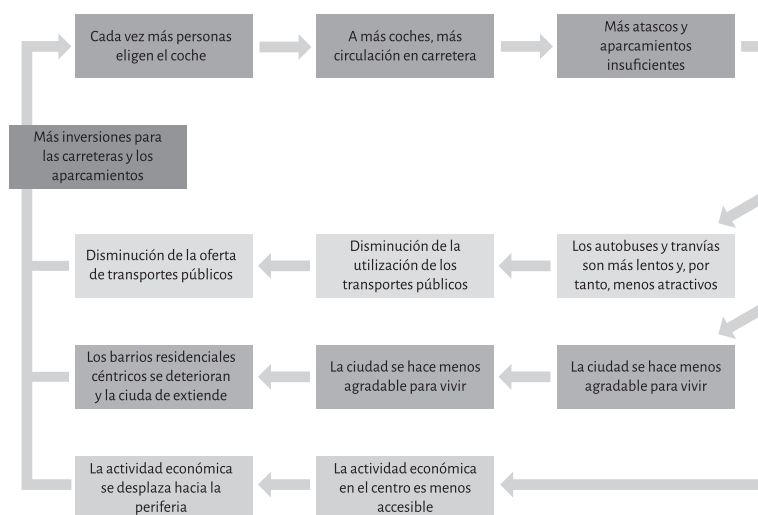 Cada vez más personas
eligen el coche
A más coches, más
circulación en carretera
Más atascos y
aparcamientos
insuficientes
Más inversiones para
las carreteras y los
aparcamientos
Disminución de la oferta
de transportes públicos
Disminución de la
utilización de los
transportes públicos
Los autobuses y tranvías
son más lentos y, por
tanto, menos atractivos
Los barrios residenciales
céntricos se deterioran
y la ciuda de extiende
La ciudad se hace menos
agradable para vivir
La ciudad se hace menos
agradable para vivir
La actividad económica
se desplaza hacia la
periferia
La actividad económica
en el centro es menos
accesible